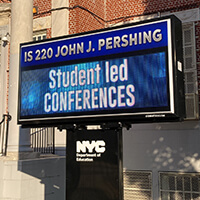 IS 220 JOHN J. PERSHING
Student led
CONFERENCES
NYC
Department of
Education